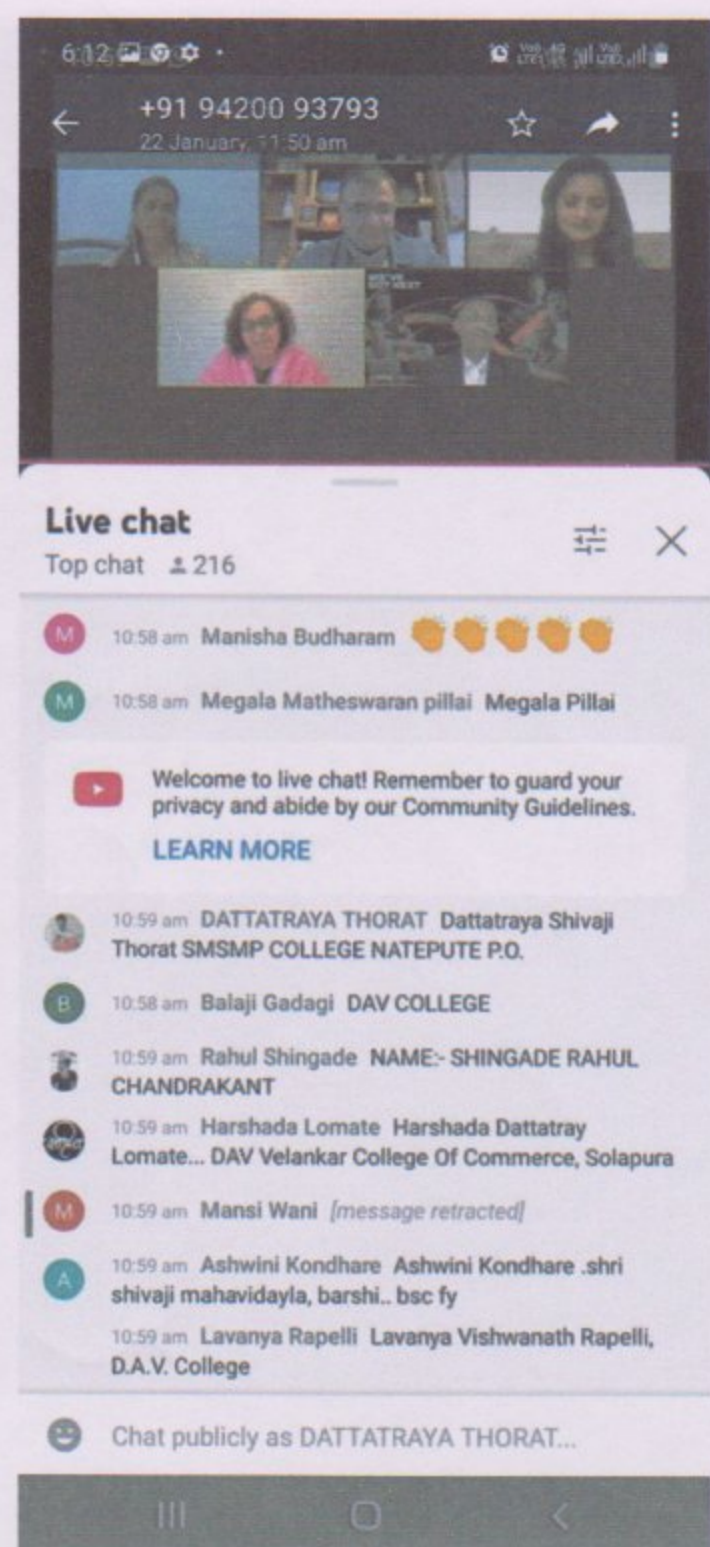 6:12
+91 94200 93793
22 January, 11:50 am
Live chat
Top chat 216
M 10:58 am Manisha Budharam 👏👏👏👏👏
M 10:58 am Megala Matheswaran pillai Megala Pillai
Welcome to live chat! Remember to guard your
privacy and abide by our Community Guidelines.
LEARN MORE
10:59 am DATTATRAYA THORAT Dattatraya Shivaji
Thorat SMSMP COLLEGE NATEPUTE P.O.
B 10:58 am Balaji Gadagi DAV COLLEGE
10:59 am Rahul Shingade NAME:- SHINGADE RAHUL
CHANDRAKANT
10:59 am Harshada Lomate Harshada Dattatray
Lomate... DAV Velankar College Of Commerce, Solapura
M 10:59 am Mansi Wani [message retracted]
A 10:59 am Ashwini Kondhare Ashwini Kondhare .shri
shivaji mahavidayla, barshi.. bsc fy
10:59 am Lavanya Rapelli Lavanya Vishwanath Rapelli,
D.A.V. College
Chat publicly as DATTATRAYA THORAT...